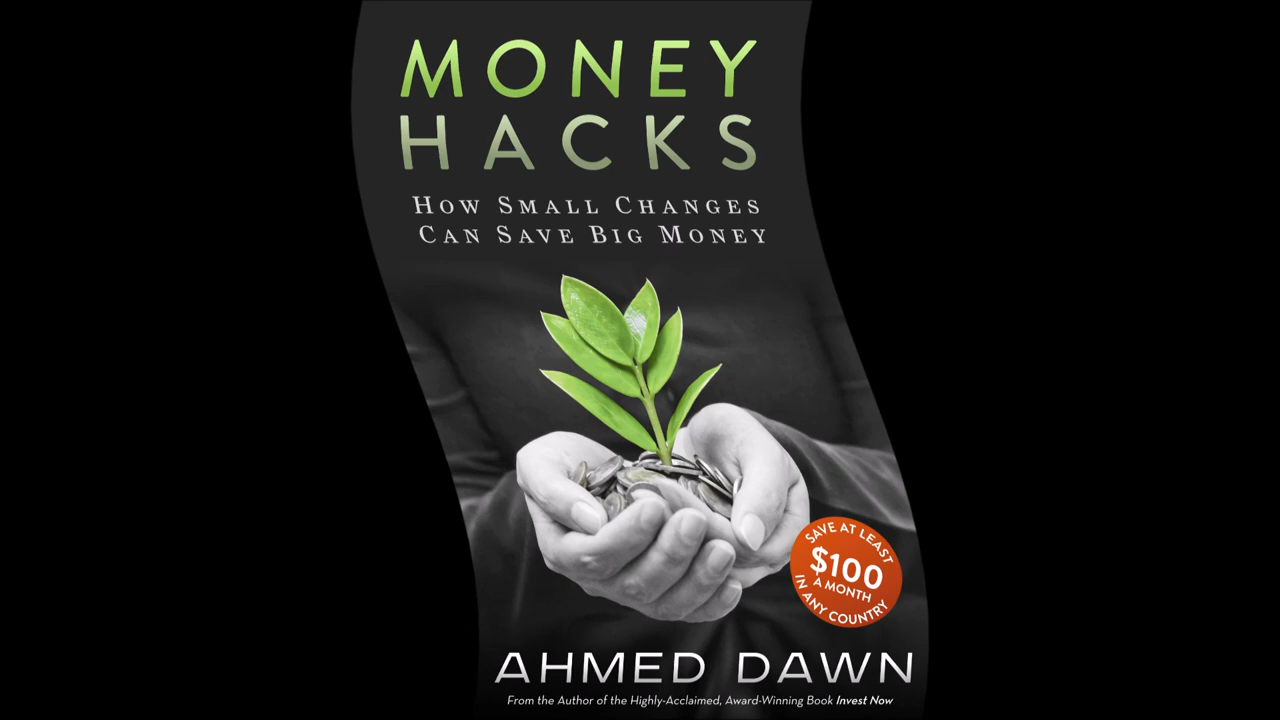 MONEY
HACKS
HOW SMALL CHANGES
CAN SAVE BIG MONEY
SAVE AT LEAST
$100
A MONTH
IN ANY COUNTRY
AHMED DAWN
From the Author of the Highly-Acclaimed, Award-Winning Book Invest Now